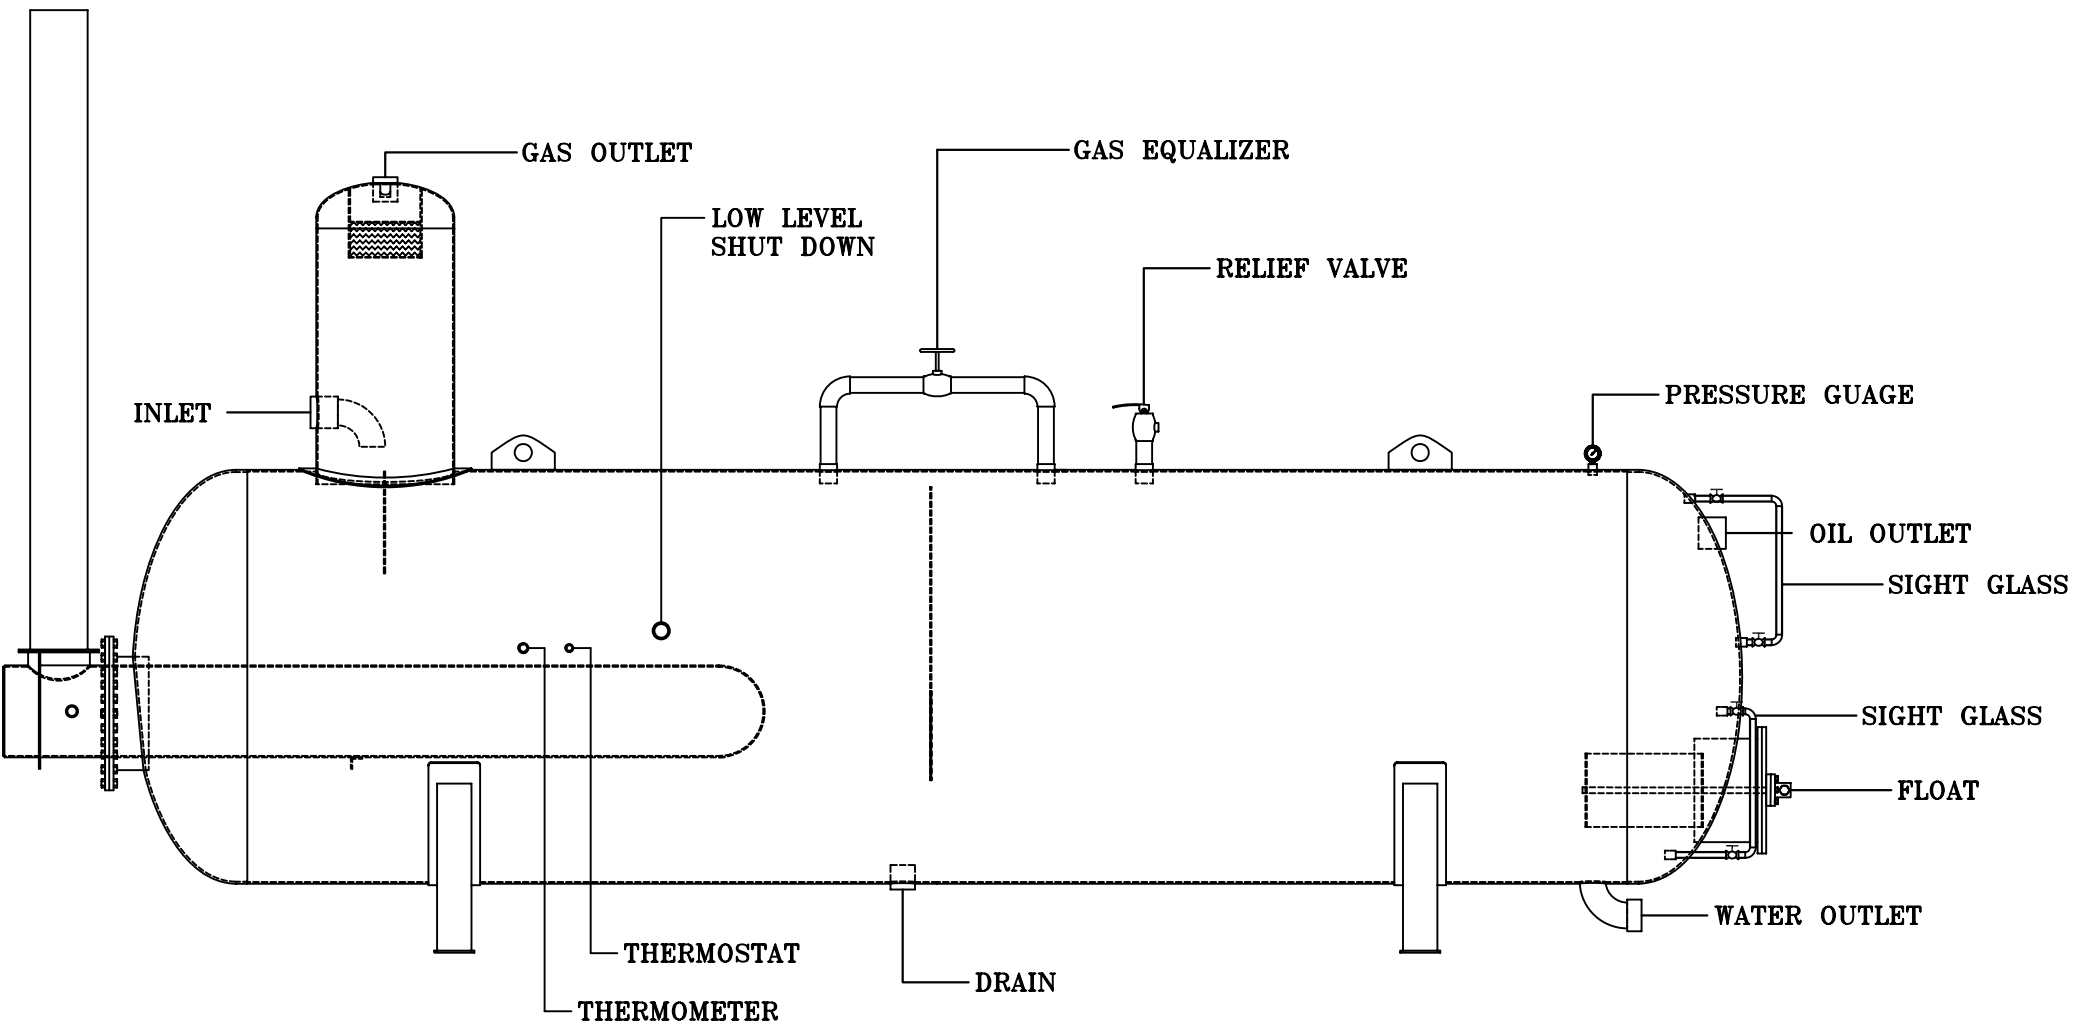 GAS OUTLET
GAS EQUALIZER
LOW LEVEL
SHUT DOWN
RELIEF VALVE
PRESSURE GUAGE
INLET
OIL OUTLET
SIGHT GLASS
SIGHT GLASS
FLOAT
WATER OUTLET
THERMOSTAT
DRAIN
THERMOMETER